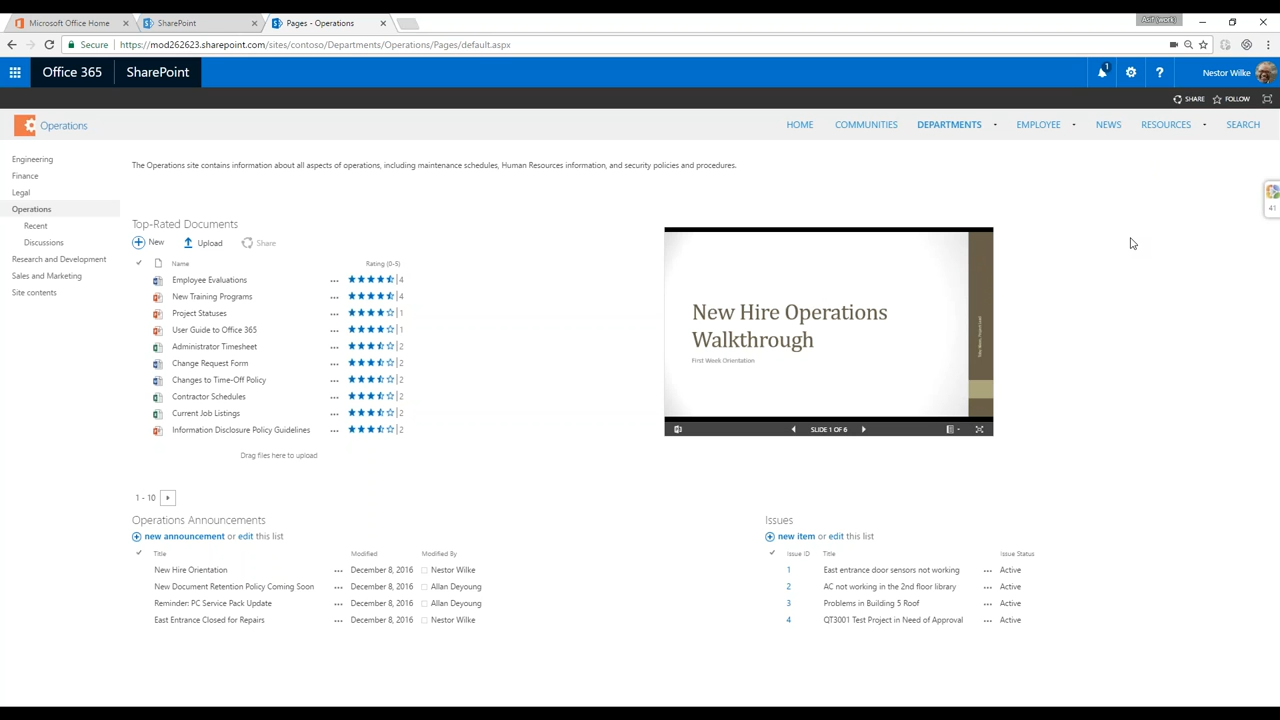 Microsoft Office Home
SharePoint
Pages - Operations
Asif (work)
Secure https://mod262623.sharepoint.com/sites/contoso/Departments/Operations/Pages/default.aspx
Office 365
SharePoint
1
?
Nestor Wilke
SHARE
FOLLOW
Operations
HOME
COMMUNITIES
DEPARTMENTS
EMPLOYEE
NEWS
RESOURCES
SEARCH
Engineering
Finance
Legal
Operations
Recent
Discussions
Research and Development
Sales and Marketing
Site contents
The Operations site contains information about all aspects of operations, including maintenance schedules, Human Resources information, and security policies and procedures.
41
Top-Rated Documents
New Upload Share
Name Rating (0-5)
Employee Evaluations ... 4
New Training Programs ... 4
Project Statuses ... 1
User Guide to Office 365 ... 1
Administrator Timesheet ... 2
Change Request Form ... 2
Changes to Time-Off Policy ... 2
Contractor Schedules ... 2
Current Job Listings ... 2
Information Disclosure Policy Guidelines ... 2
Drag files here to upload
1 - 10
New Hire Operations
Walkthrough
First Week Orientation
SLIDE 1 OF 6
Operations Announcements
new announcement or edit this list
Title Modified Modified By
New Hire Orientation ... December 8, 2016 Nestor Wilke
New Document Retention Policy Coming Soon ... December 8, 2016 Allan Deyoung
Reminder: PC Service Pack Update ... December 8, 2016 Allan Deyoung
East Entrance Closed for Repairs ... December 8, 2016 Nestor Wilke
Issues
new item or edit this list
Issue ID Title Issue Status
1 East entrance door sensors not working ... Active
2 AC not working in the 2nd floor library ... Active
3 Problems in Building 5 Roof ... Active
4 QT3001 Test Project in Need of Approval ... Active